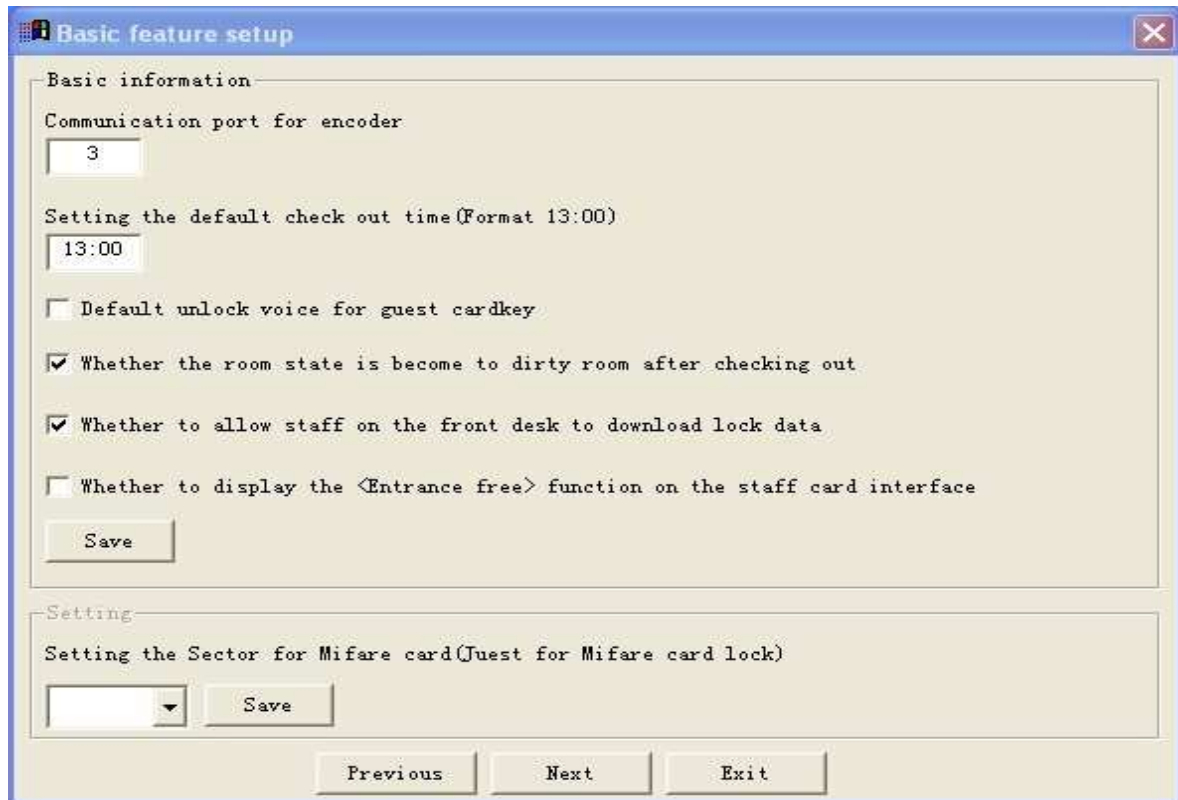 Basic feature setup
Basic information
Communication port for encoder
3
Setting the default check out time(Format 13:00)
13:00
Default unlock voice for guest cardkey
Whether the room state is become to dirty room after checking out
Whether to allow staff on the front desk to download lock data
Whether to display the <Entrance free> function on the staff card interface
Save
Setting
Setting the Sector for Mifare card(Juest for Mifare card lock)
Save
Previous Next Exit